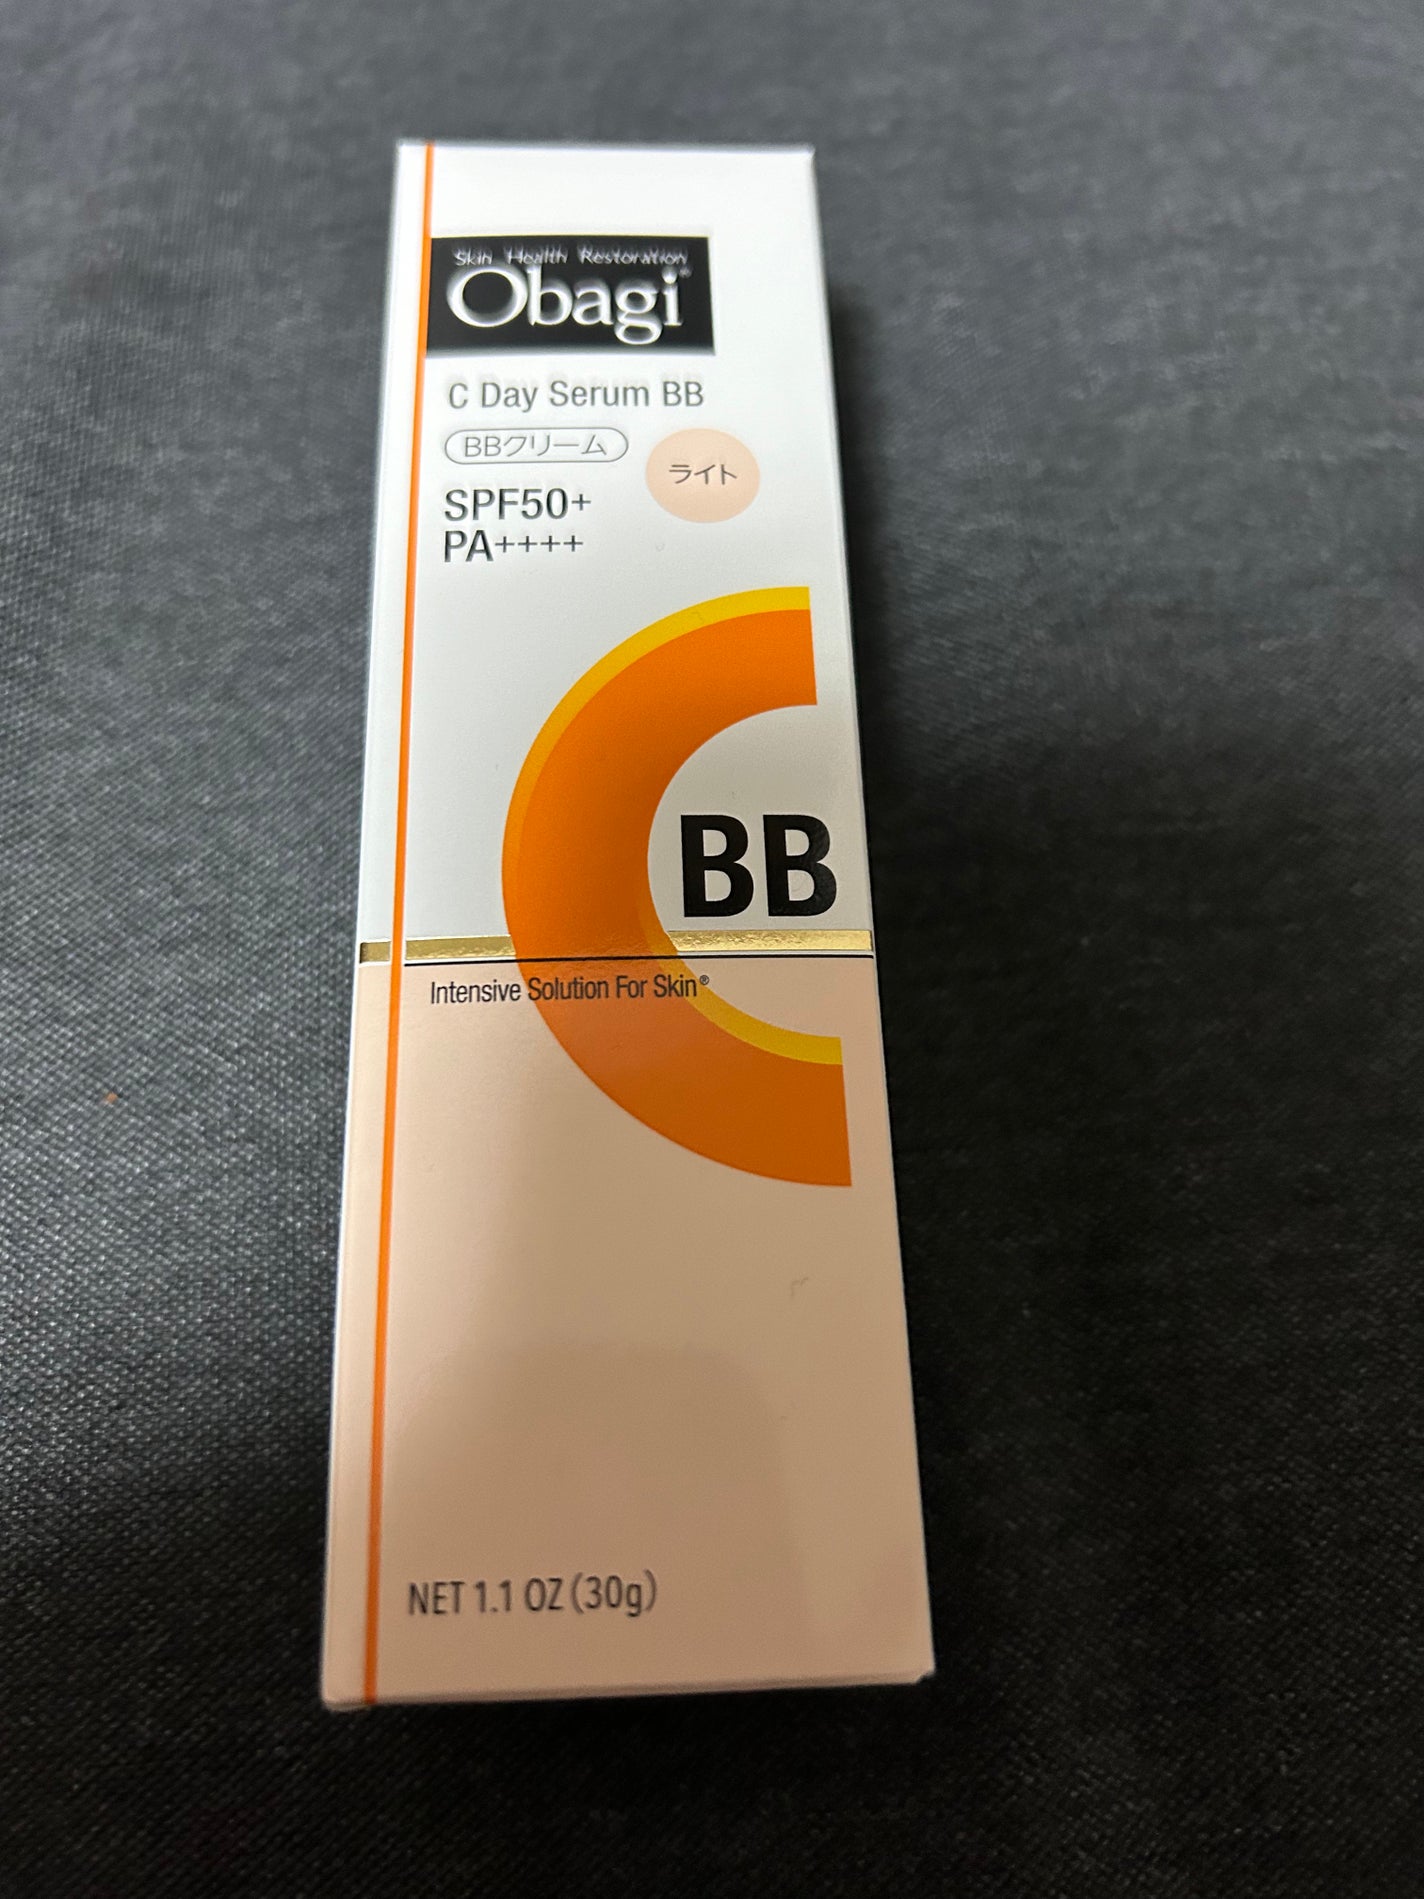 Skin Health Restoration
Obagi®
C Day Serum BB
BBクリーム
ライト
SPF50+
PA++++
C
BB
Intensive Solution For Skin®
NET 1.1 OZ (30g)